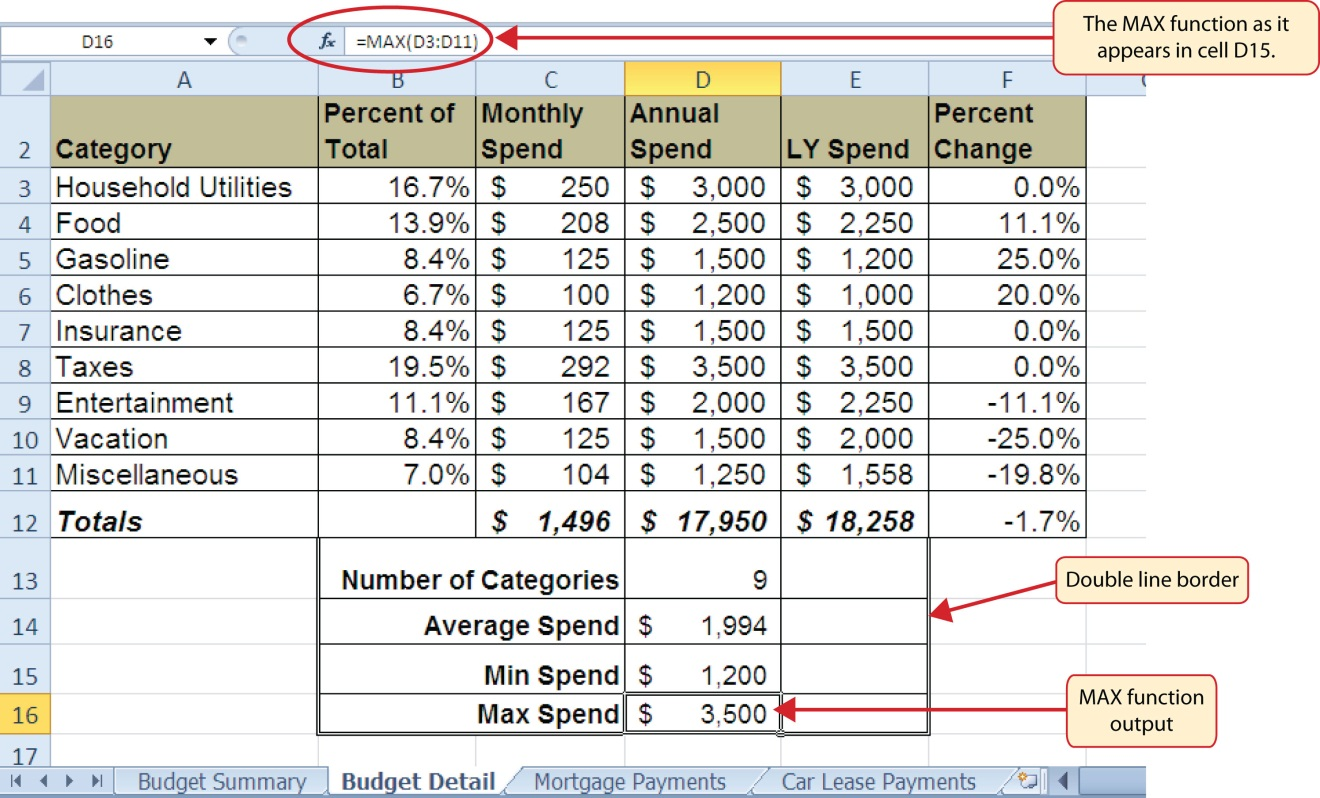 The MAX function as it
appears in cell D15.
D16 fx =MAX(D3:D11)
A B C D E F
Percent of Monthly Annual Percent
2 Category Total Spend Spend LY Spend Change
3 Household Utilities 16.7% $ 250 $ 3,000 $ 3,000 0.0%
4 Food 13.9% $ 208 $ 2,500 $ 2,250 11.1%
5 Gasoline 8.4% $ 125 $ 1,500 $ 1,200 25.0%
6 Clothes 6.7% $ 100 $ 1,200 $ 1,000 20.0%
7 Insurance 8.4% $ 125 $ 1,500 $ 1,500 0.0%
8 Taxes 19.5% $ 292 $ 3,500 $ 3,500 0.0%
9 Entertainment 11.1% $ 167 $ 2,000 $ 2,250 -11.1%
10 Vacation 8.4% $ 125 $ 1,500 $ 2,000 -25.0%
11 Miscellaneous 7.0% $ 104 $ 1,250 $ 1,558 -19.8%
12 Totals $ 1,496 $ 17,950 $ 18,258 -1.7%
13 Number of Categories 9
Double line border
14 Average Spend $ 1,994
15 Min Spend $ 1,200
16 Max Spend $ 3,500
MAX function
output
17
Budget Summary Budget Detail Mortgage Payments Car Lease Payments